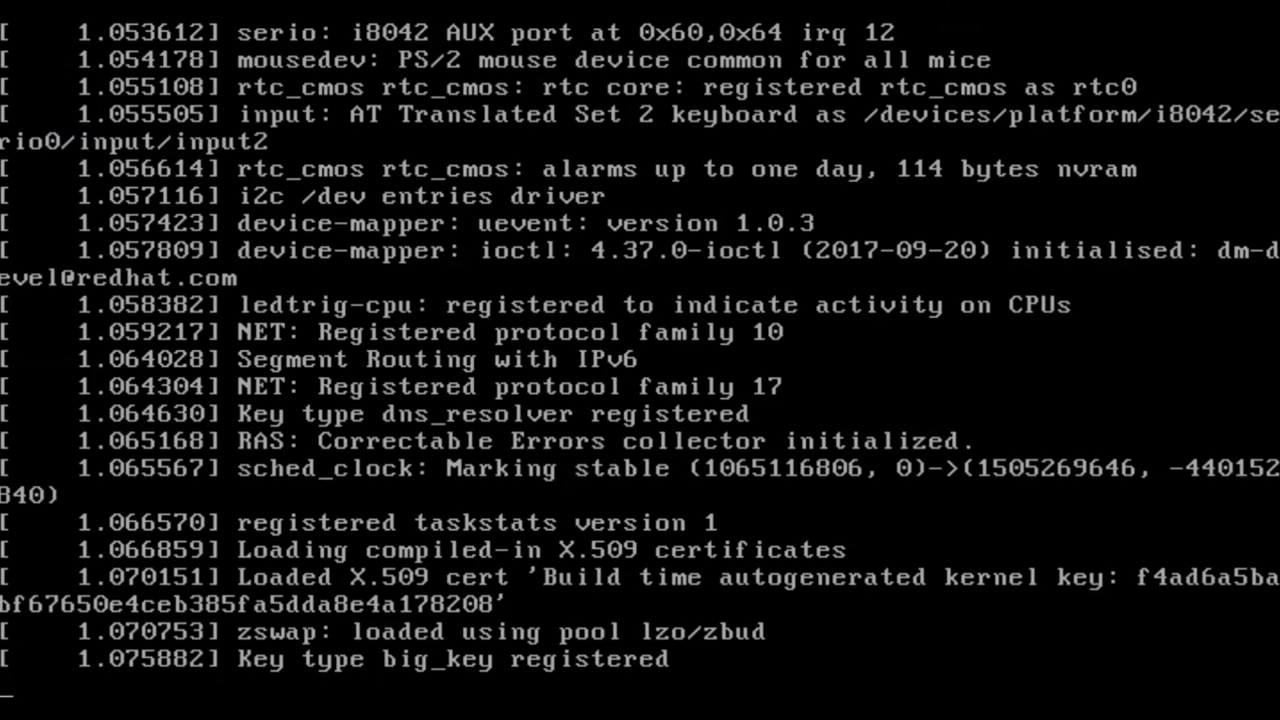 [    1.053612] serio: i8042 AUX port at 0x60,0x64 irq 12
[    1.054178] mousedev: PS/2 mouse device common for all mice
[    1.055108] rtc_cmos rtc_cmos: rtc core: registered rtc_cmos as rtc0
[    1.055505] input: AT Translated Set 2 keyboard as /devices/platform/i8042/se
rio0/input/input2
[    1.056614] rtc_cmos rtc_cmos: alarms up to one day, 114 bytes nvram
[    1.057116] i2c /dev entries driver
[    1.057423] device-mapper: uevent: version 1.0.3
[    1.057809] device-mapper: ioctl: 4.37.0-ioctl (2017-09-20) initialised: dm-d
evel@redhat.com
[    1.058382] ledtrig-cpu: registered to indicate activity on CPUs
[    1.059217] NET: Registered protocol family 10
[    1.064028] Segment Routing with IPv6
[    1.064304] NET: Registered protocol family 17
[    1.064630] Key type dns_resolver registered
[    1.065168] RAS: Correctable Errors collector initialized.
[    1.065567] sched_clock: Marking stable (1065116806, 0)->(1505269646, -440152
840)
[    1.066570] registered taskstats version 1
[    1.066859] Loading compiled-in X.509 certificates
[    1.070151] Loaded X.509 cert 'Build time autogenerated kernel key: f4ad6a5ba
bf67650e4ceb385fa5dda8e4a178208'
[    1.070753] zswap: loaded using pool lzo/zbud
[    1.075882] Key type big_key registered
_